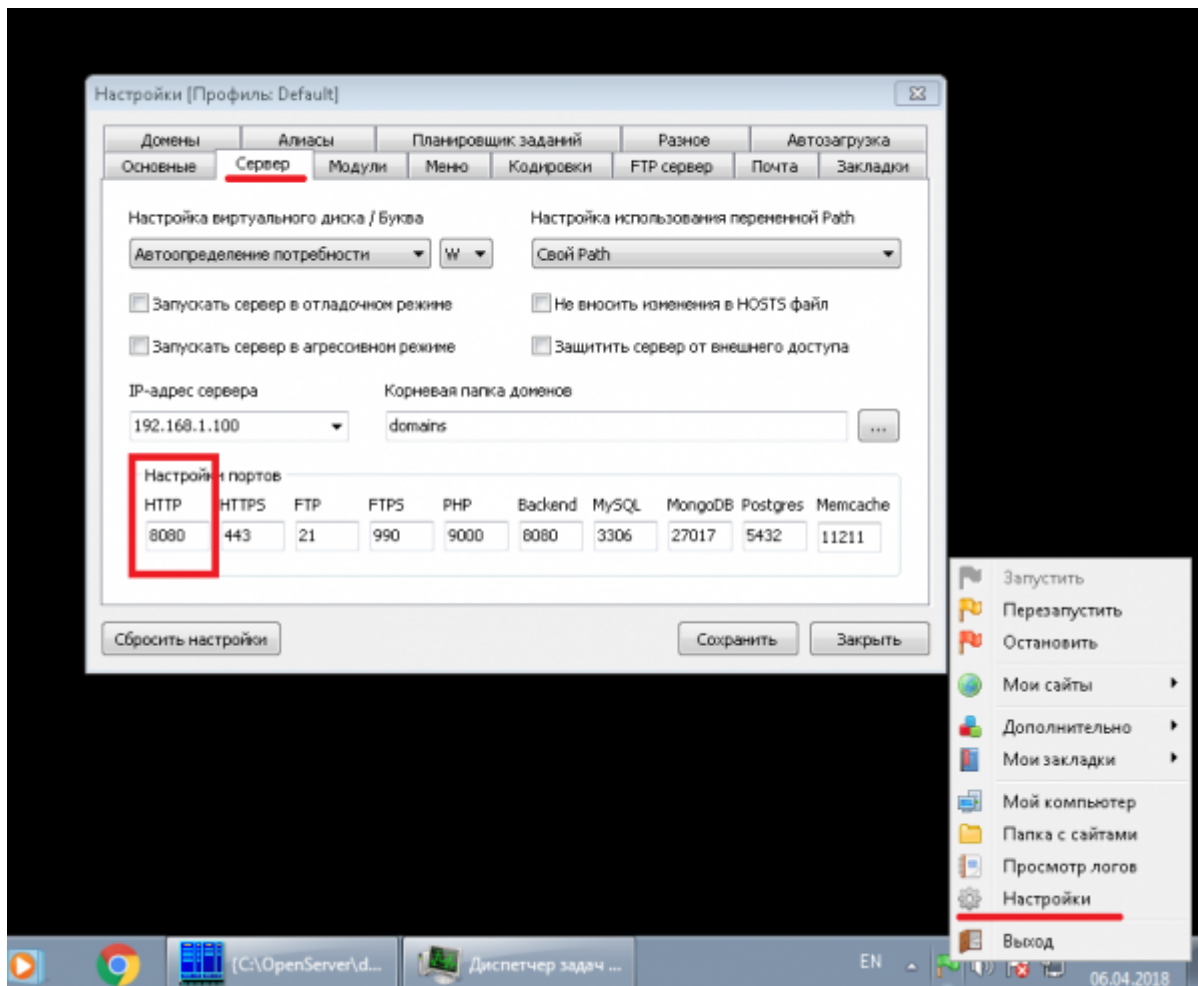 Настройки [Профиль: Default]
Домены Алиасы Планировщик заданий Разное Автозагрузка
Основные Сервер Модули Меню Кодировки FTP сервер Почта Закладки
Настройка виртуального диска / Буква Настройка использования переменной Path
Автоопределение потребности W Свой Path
Запускать сервер в отладочном режиме Не вносить изменения в HOSTS файл
Запускать сервер в агрессивном режиме Защитить сервер от внешнего доступа
IP-адрес сервера Корневая папка доменов
192.168.1.100 domains ...
Настройки портов
HTTP HTTPS FTP FTPS PHP Backend MySQL MongoDB Postgres Memcache
8080 443 21 990 9000 8080 3306 27017 5432 11211
Сбросить настройки Сохранить Закрыть
Запустить
Перезапустить
Остановить
Мои сайты
Дополнительно
Мои закладки
Мой компьютер
Папка с сайтами
Просмотр логов
Настройки
Выход
{C:\OpenServer\d... Диспетчер задач ... EN
06.04.2018